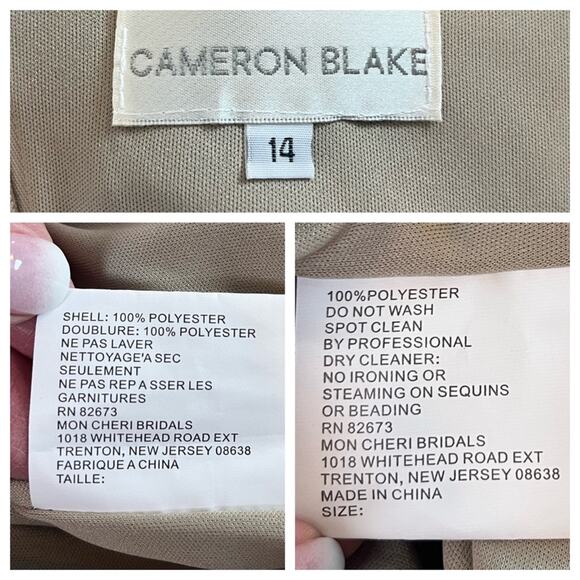 CAMERON BLAKE
14
SHELL: 100% POLYESTER
DOUBLURE: 100% POLYESTER
NE PAS LAVER
NETTOYAGE'A SEC
SEULEMENT
NE PAS REP A SSER LES
GARNITURES
RN 82673
MON CHERI BRIDALS
1018 WHITEHEAD ROAD EXT
TRENTON, NEW JERSEY 08638
FABRIQUE A CHINA
TAILLE:
100%POLYESTER
DO NOT WASH
SPOT CLEAN
BY PROFESSIONAL
DRY CLEANER:
NO IRONING OR
STEAMING ON SEQUINS
OR BEADING
RN 82673
MON CHERI BRIDALS
1018 WHITEHEAD ROAD EXT
TRENTON, NEW JERSEY 08638
MADE IN CHINA
SIZE: